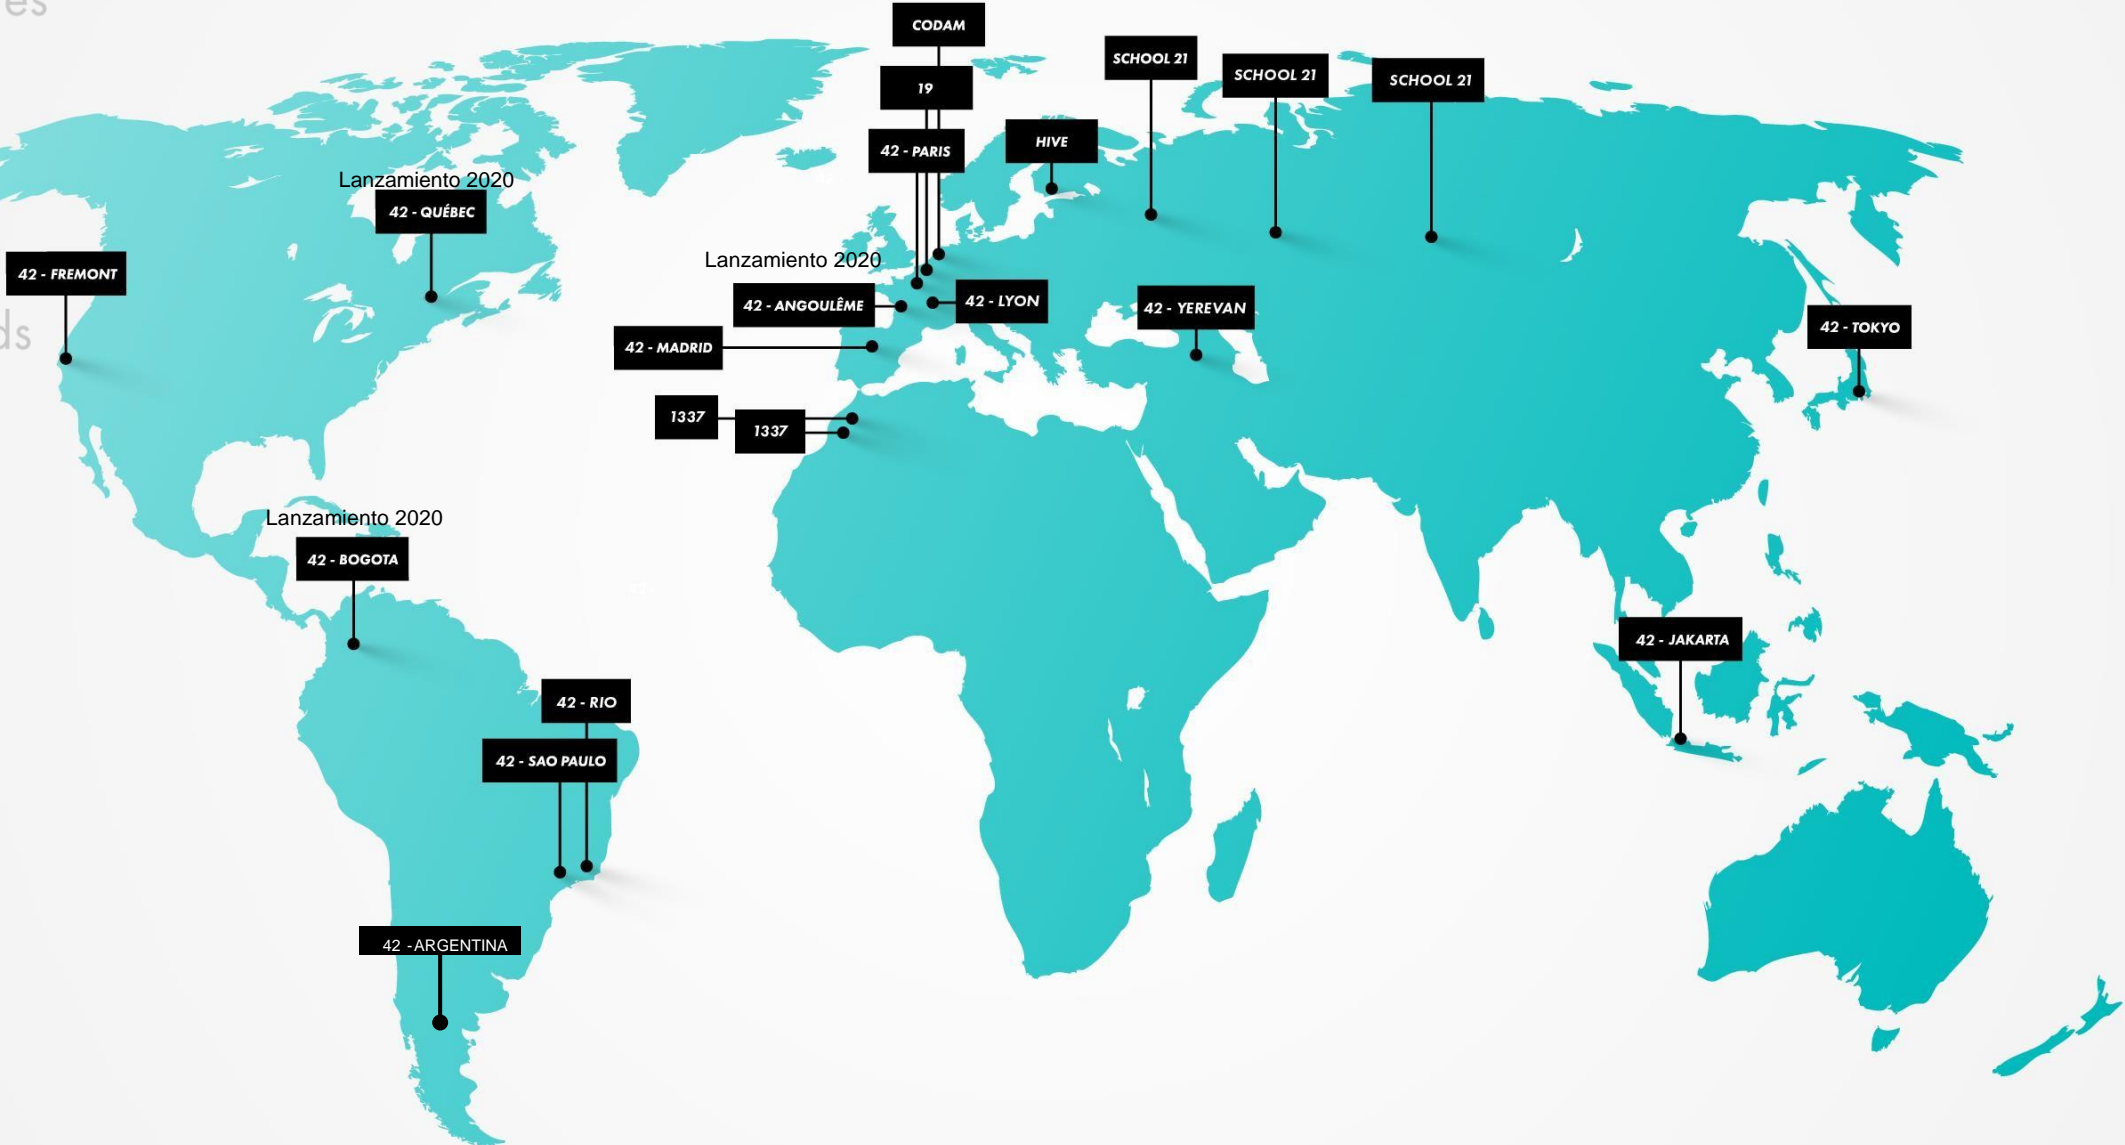 es
CODAM
SCHOOL 21
SCHOOL 21
SCHOOL 21
19
HIVE
42 - PARIS
Lanzamiento 2020
42 - QUÉBEC
Lanzamiento 2020
42 - FREMONT
42 - ANGOULÊME
42 - LYON
42 - YEREVAN
42 - TOKYO
ds
42 - MADRID
1337
1337
Lanzamiento 2020
42 - BOGOTA
42 - JAKARTA
42 - RIO
42 - SAO PAULO
42 - ARGENTINA